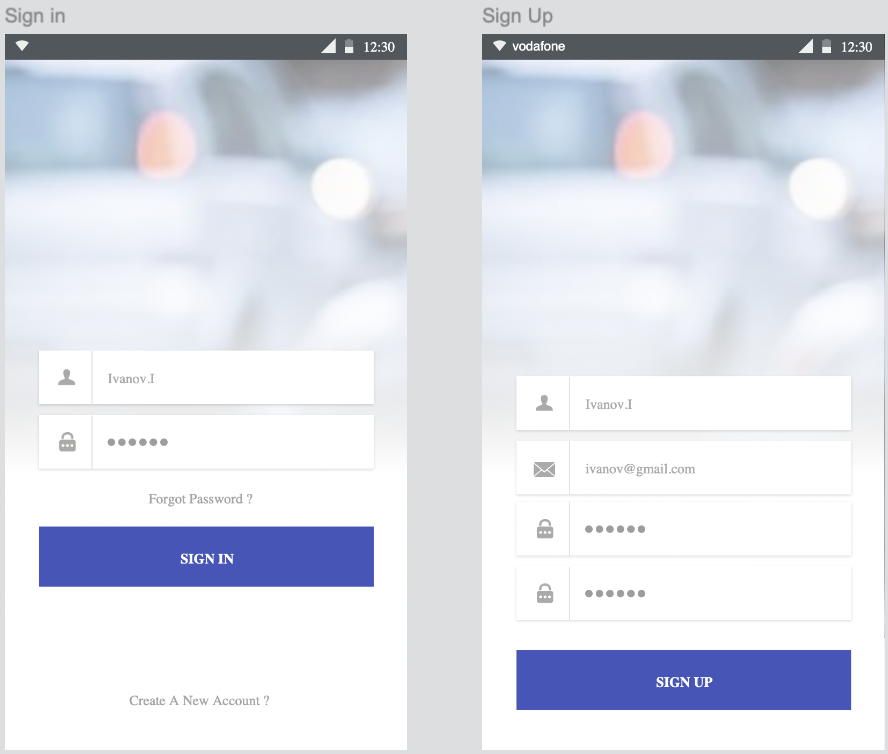 Sign in
12:30
Ivanov.I
Forgot Password ?
SIGN IN
Create A New Account ?
Sign Up
vodafone 12:30
Ivanov.I
ivanov@gmail.com
SIGN UP